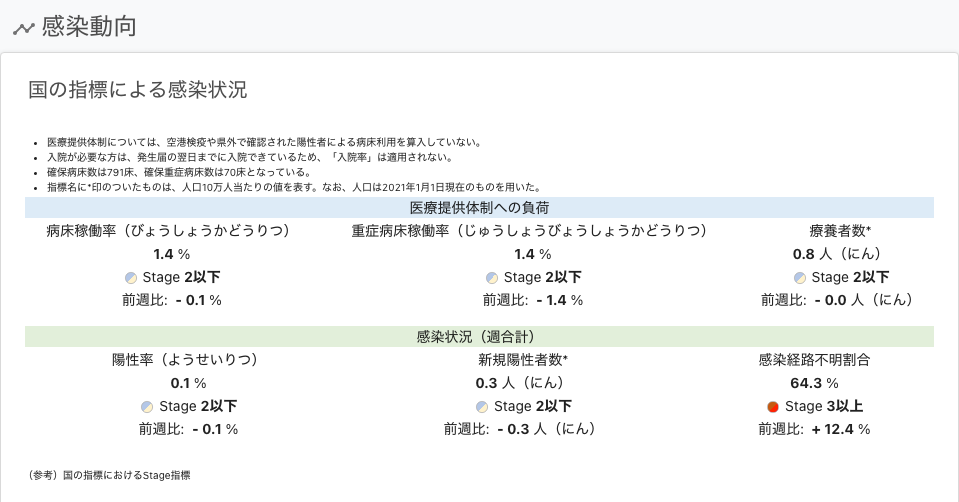 感染動向
国の指標による感染状況
• 医療提供体制については、空港検疫や県外で確認された陽性者による病床利用を算入していない。
• 入院が必要な方は、発生届の翌日までに入院できているため、「入院率」は適用されない。
• 確保病床数は791床、確保重症病床数は70床となっている。
• 指標名に*印のついたものは、人口10万人当たりの値を表す。なお、人口は2021年1月1日現在のものを用いた。
医療提供体制への負荷
病床稼働率（びょうしょうかどうりつ） 重症病床稼働率（じゅうしょうびょうしょうかどうりつ） 療養者数*
1.4 % 1.4 % 0.8 人（にん）
Stage 2以下 Stage 2以下 Stage 2以下
前週比: - 0.1 % 前週比: - 1.4 % 前週比: - 0.0 人（にん）
感染状況（週合計）
陽性率（ようせいりつ） 新規陽性者数* 感染経路不明割合
0.1 % 0.3 人（にん） 64.3 %
Stage 2以下 Stage 2以下 Stage 3以上
前週比: - 0.1 % 前週比: - 0.3 人（にん） 前週比: + 12.4 %
（参考）国の指標におけるStage指標